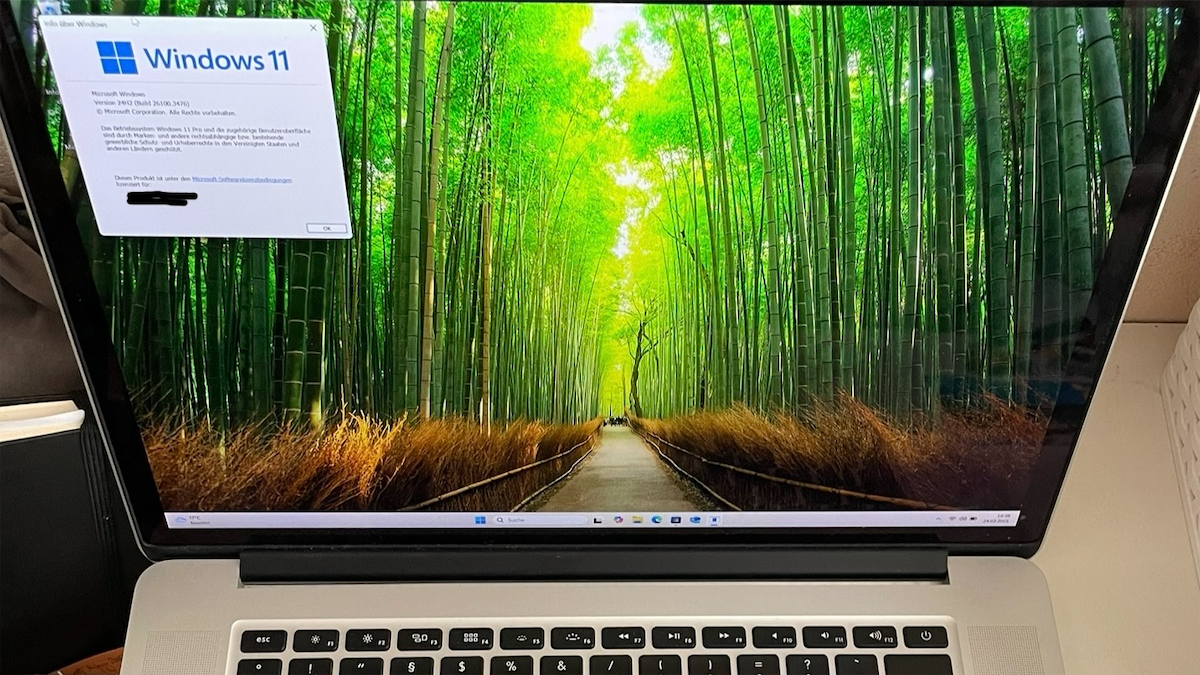 Info über Windows
Windows 11
Microsoft Windows
Version 24H2 (Build 26100.3476)
© Microsoft Corporation. Alle Rechte vorbehalten.
Das Betriebssystem Windows 11 Pro und die zugehörige Benutzeroberfläche
sind durch Marken- und andere rechtsabhängige bzw. bestehende
gewerbliche Schutz- und Urheberrechte in den Vereinigten Staaten und
anderen Ländern geschützt.
Dieses Produkt ist unter den Microsoft-Softwarelizenzbedingungen
lizenziert für:
OK
17°C
Suche
esc F1 F2 F3 F4 F5 F6 F7 F8 F9 F10 F11 F12
° ! " § $ % & / ( ) = ? `